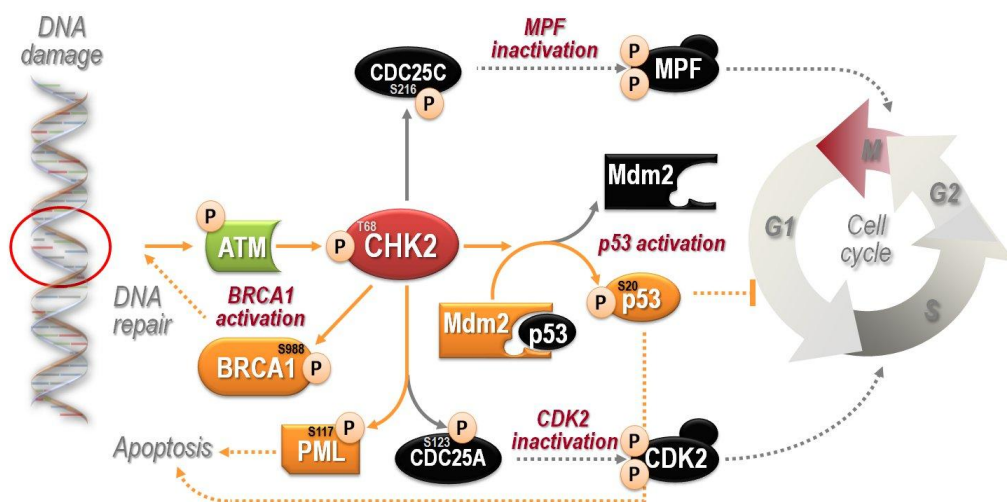 DNA
damage
MPF
inactivation
CDC25C
S216
P
P
P
MPF
Mdm2
M
G1
G2
S
Cell
cycle
P
ATM
P
T68
CHK2
p53 activation
S20
P
p53
DNA
repair
BRCA1
activation
S988
BRCA1
P
Mdm2
p53
S117
P
PML
Apoptosis
P
S123
CDC25A
CDK2
inactivation
P
P
CDK2